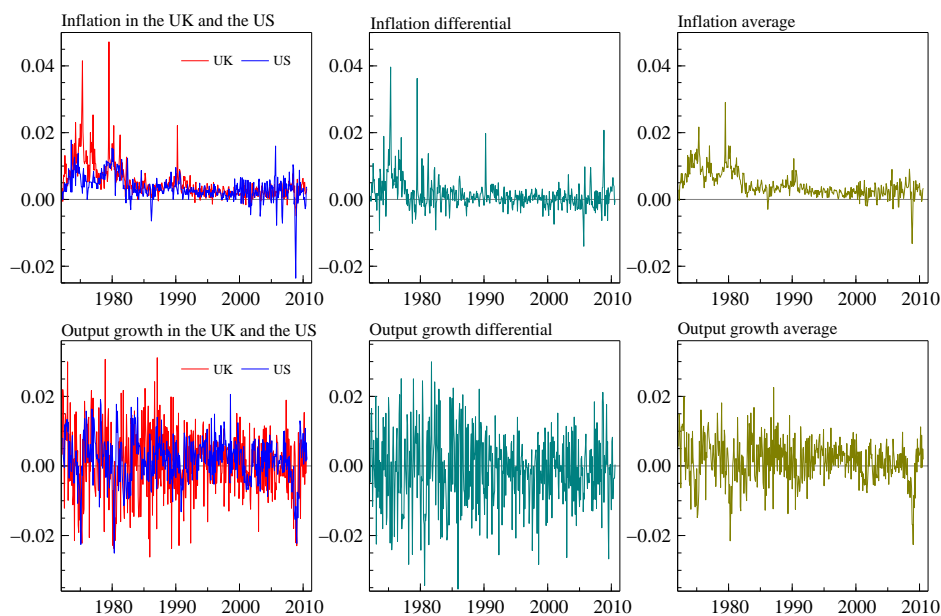 Inflation in the UK and the US
Inflation differential
Inflation average
UK US
0.04
0.02
0.00
−0.02
1980 1990 2000 2010
0.04
0.02
0.00
−0.02
1980 1990 2000 2010
0.04
0.02
0.00
−0.02
1980 1990 2000 2010
Output growth in the UK and the US
Output growth differential
Output growth average
UK US
0.02
0.00
−0.02
1980 1990 2000 2010
0.02
0.00
−0.02
1980 1990 2000 2010
0.02
0.00
−0.02
1980 1990 2000 2010